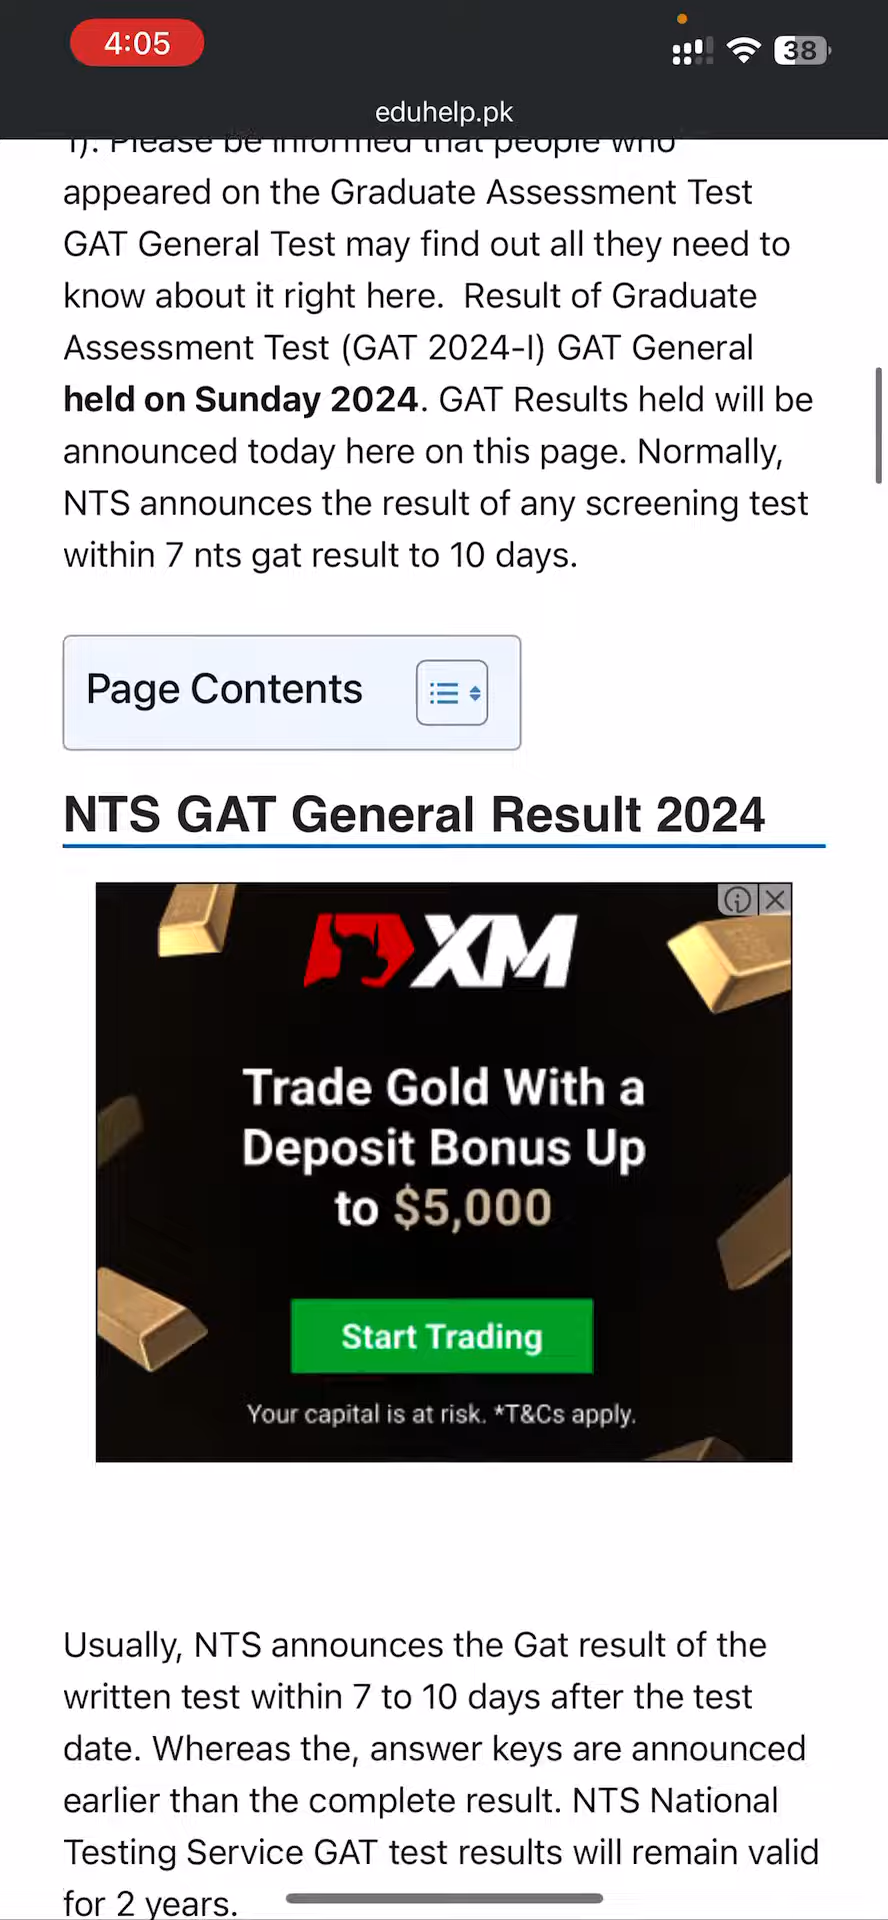 4:05
38
eduhelp.pk
I). Please be informed that people who
appeared on the Graduate Assessment Test
GAT General Test may find out all they need to
know about it right here.  Result of Graduate
Assessment Test (GAT 2024-I) GAT General
held on Sunday 2024. GAT Results held will be
announced today here on this page. Normally,
NTS announces the result of any screening test
within 7 nts gat result to 10 days.
Page Contents
NTS GAT General Result 2024
XM
Trade Gold With a
Deposit Bonus Up
to $5,000
Start Trading
Your capital is at risk. *T&Cs apply.
Usually, NTS announces the Gat result of the
written test within 7 to 10 days after the test
date. Whereas the, answer keys are announced
earlier than the complete result. NTS National
Testing Service GAT test results will remain valid
for 2 years.